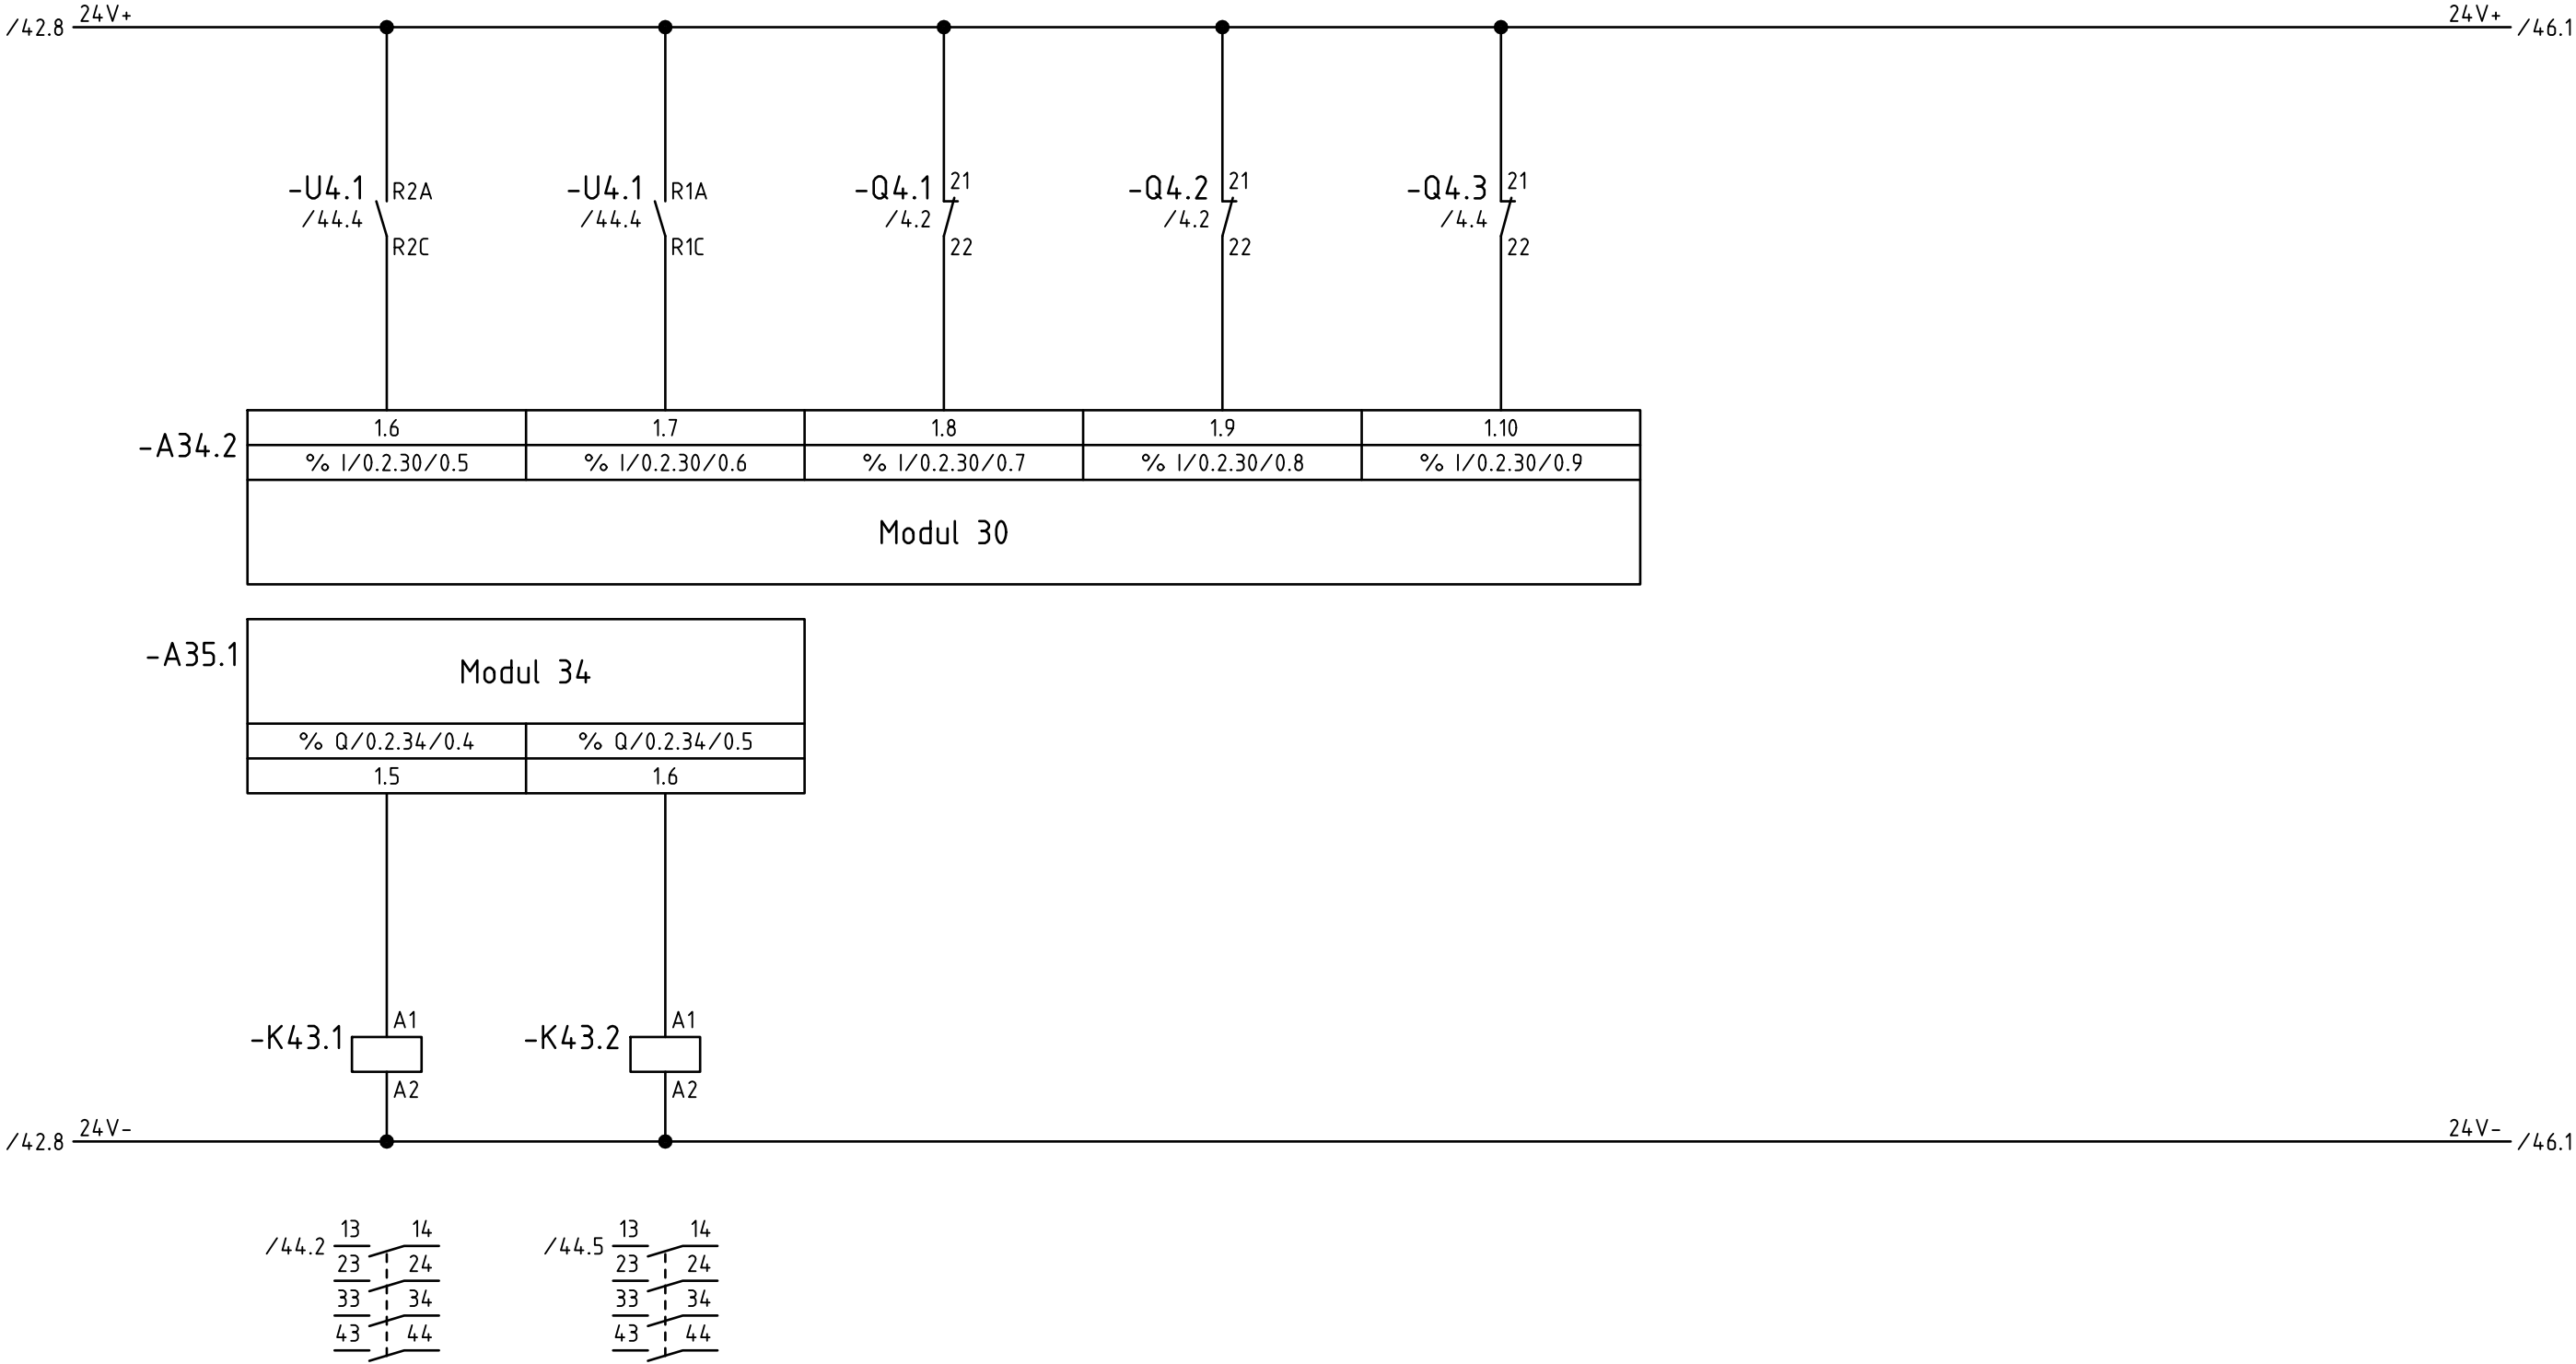 24V+ 24V+
/42.8 /46.1
-U4.1 R2A -U4.1 R1A -Q4.1 21 -Q4.2 21 -Q4.3 21
/44.4 /44.4 /4.2 /4.2 /4.4
R2C R1C 22 22 22
1.6 1.7 1.8 1.9 1.10
-A34.2
% I/0.2.30/0.5 % I/0.2.30/0.6 % I/0.2.30/0.7 % I/0.2.30/0.8 % I/0.2.30/0.9
Modul 30
-A35.1
Modul 34
% Q/0.2.34/0.4 % Q/0.2.34/0.5
1.5 1.6
A1 A1
-K43.1 -K43.2
A2 A2
24V- 24V-
/42.8 /46.1
13 14 13 14
/44.2 /44.5
23 24 23 24
33 34 33 34
43 44 43 44